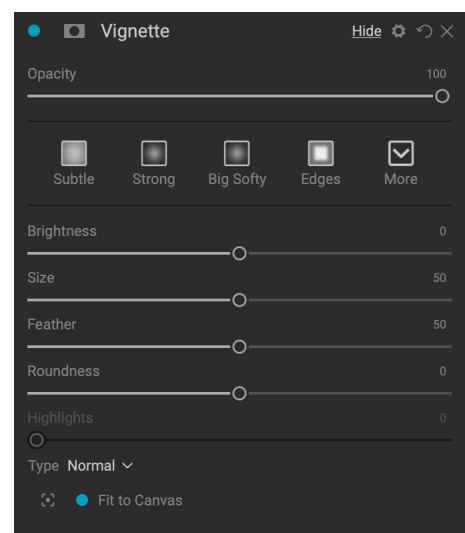 Vignette Hide
Opacity 100
Subtle Strong Big Softy Edges More
Brightness 0
Size 50
Feather 50
Roundness 0
Highlights 0
Type Normal
Fit to Canvas